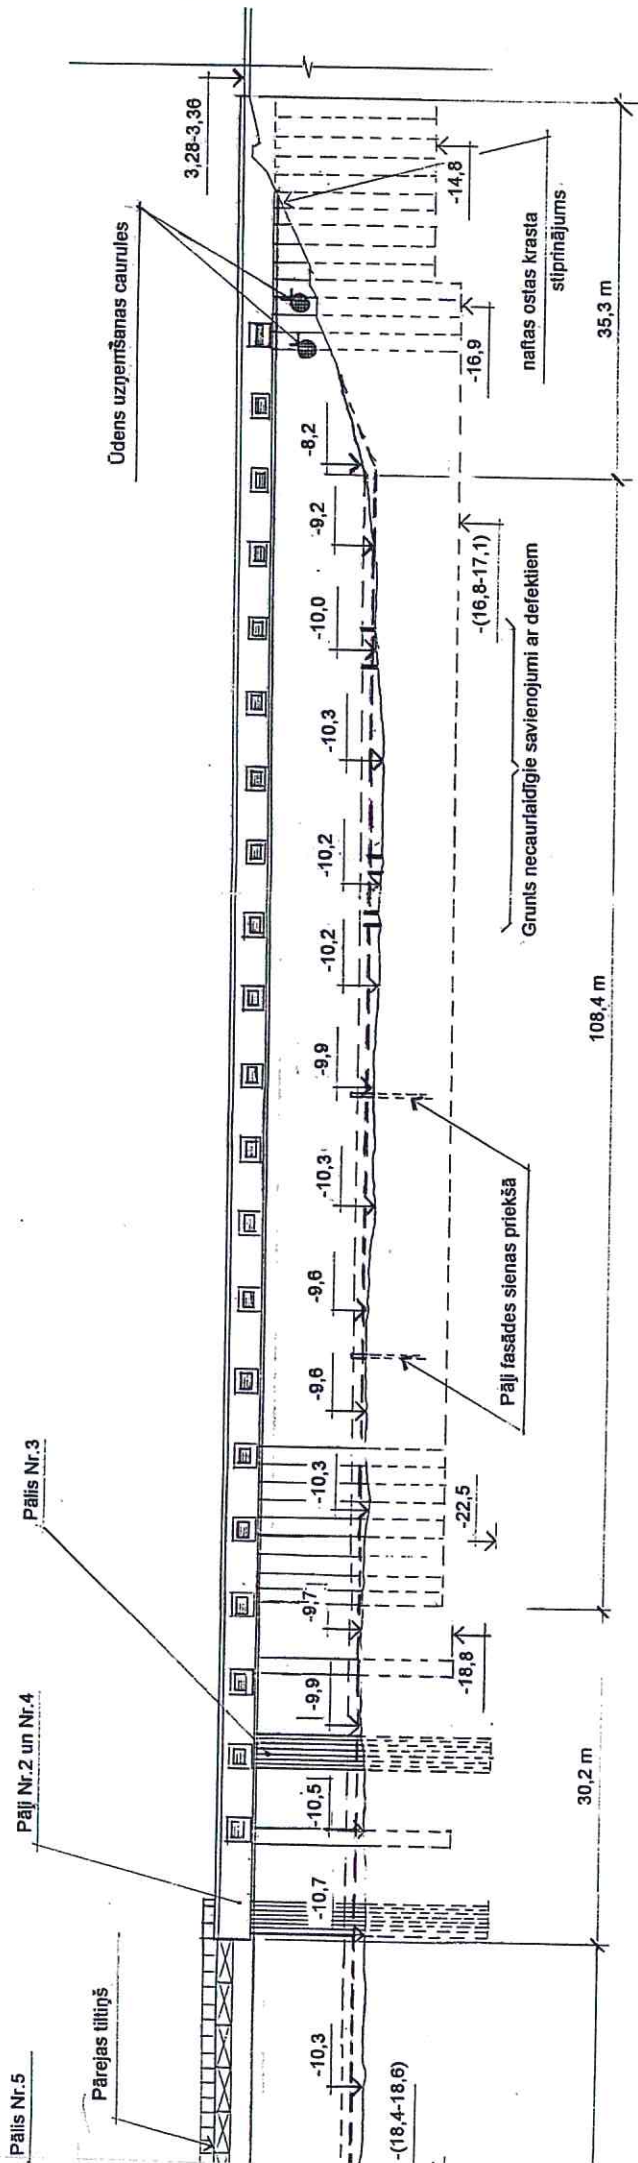 Pālis Nr.5
Pārejas tiltiņš
Pāļi Nr.2 un Nr.4
Pālis Nr.3
Ūdens uzņemšanas caurules
3,28-3,36
-10,3
-10,7
-10,5
-9,9
-9,7
-10,3
-9,6
-9,6
-10,3
-9,9
-10,2
-10,2
-10,3
-10,0
-9,2
-8,2
-14,8
-16,9
-(18,4-18,6)
-18,8
-22,5
-(16,8-17,1)
Pāļi fasādes sienas priekšā
Grunts necaurlaidīgie savienojumi ar defektiem
naftas ostas krasta
stiprinājums
30,2 m
108,4 m
35,3 m